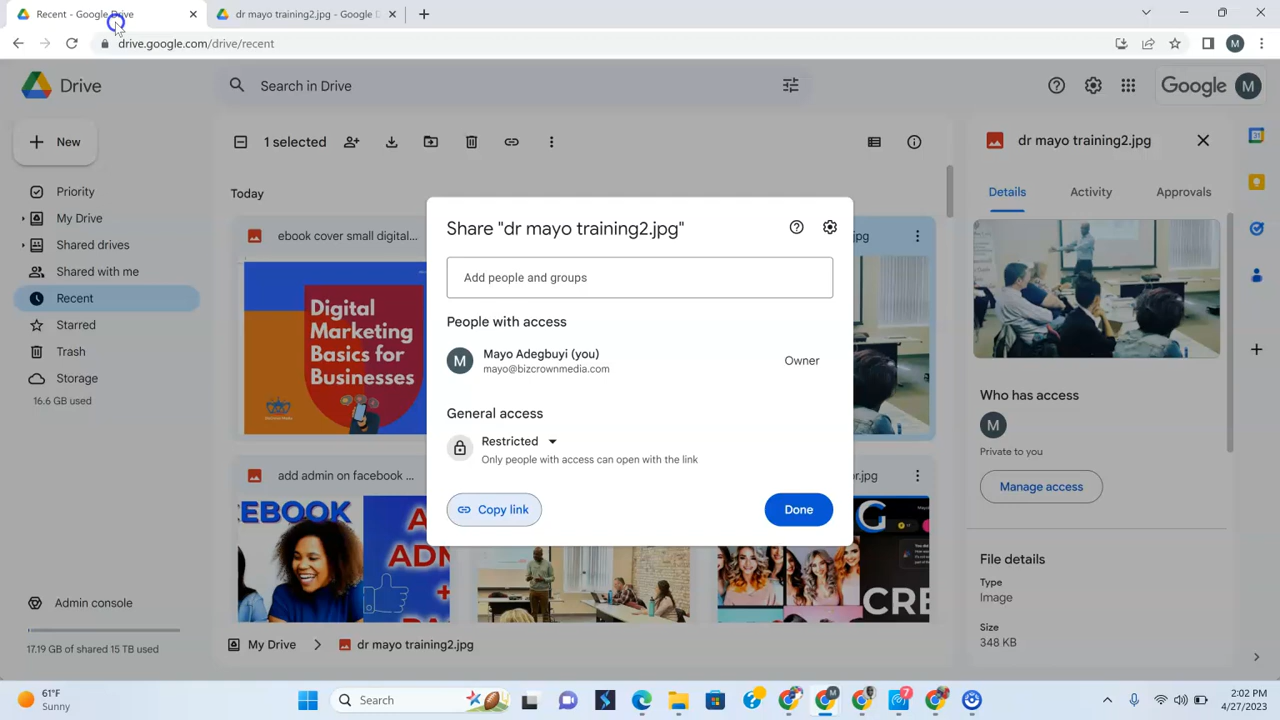 Recent - Google Drive
dr mayo training2.jpg - Google D
drive.google.com/drive/recent
M
Drive
Search in Drive
Google M
New
1 selected
dr mayo training2.jpg
Priority
My Drive
Shared drives
Shared with me
Recent
Starred
Trash
Storage
16.6 GB used
Admin console
17.19 GB of shared 15 TB used
Today
ebook cover small digital...
jpg
Digital
Marketing
Basics for
Businesses
add admin on facebook ...
r.jpg
EBOOK
CRE
My Drive
dr mayo training2.jpg
Share "dr mayo training2.jpg"
Add people and groups
People with access
M
Mayo Adegbuyi (you)
mayo@bizcrownmedia.com
Owner
General access
Restricted
Only people with access can open with the link
Copy link
Done
Details
Activity
Approvals
Who has access
M
Private to you
Manage access
File details
Type
Image
Size
348 KB
61°F
Sunny
Search
7
2:02 PM
4/27/2023